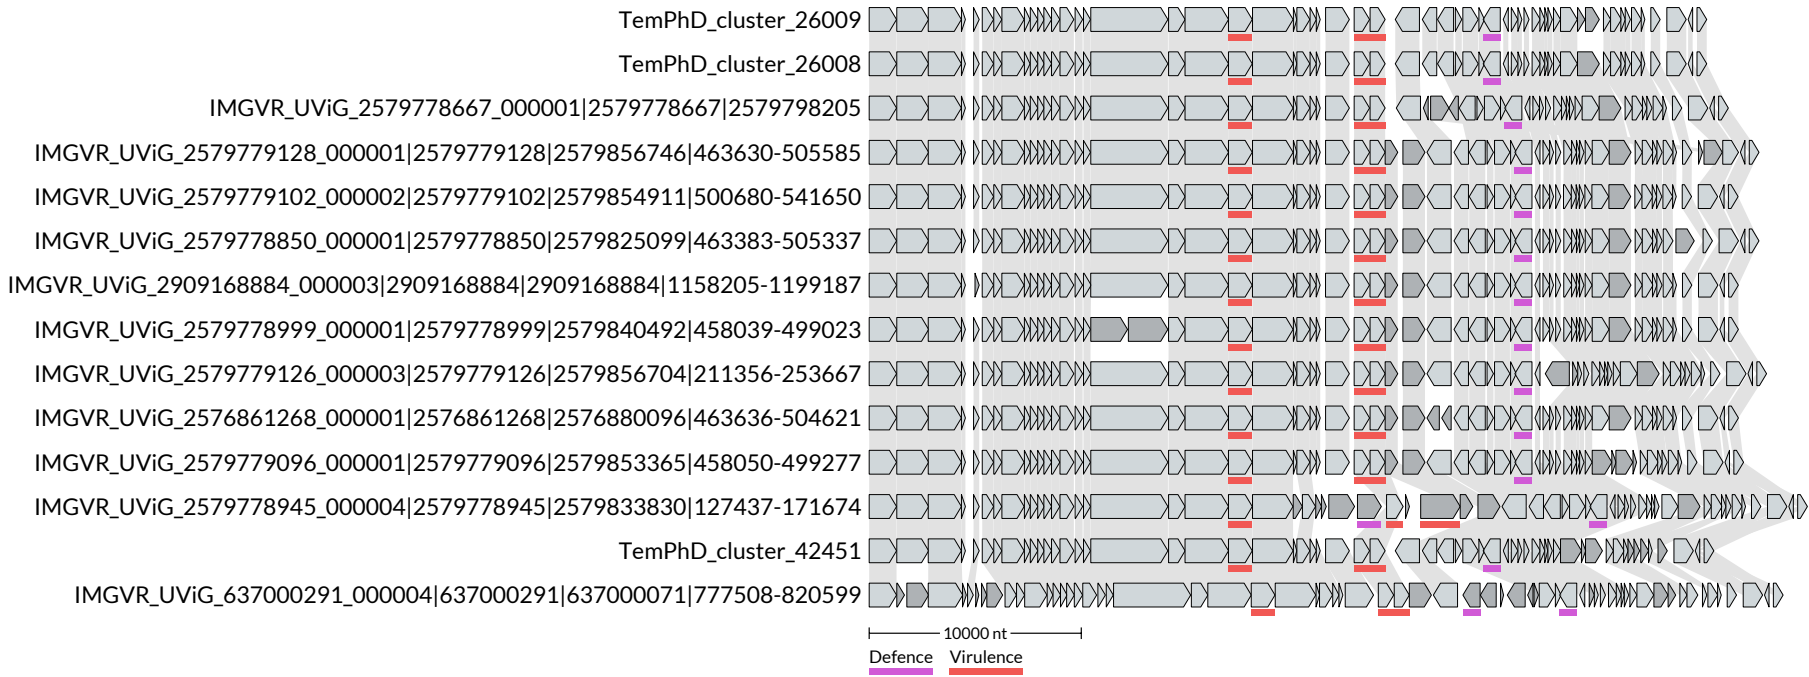 TemPhD_cluster_26009
TemPhD_cluster_26008
IMGVR_UViG_2579778667_000001|2579778667|2579798205
IMGVR_UViG_2579779128_000001|2579779128|2579856746|463630-505585
IMGVR_UViG_2579779102_000002|2579779102|2579854911|500680-541650
IMGVR_UViG_2579778850_000001|2579778850|2579825099|463383-505337
IMGVR_UViG_2909168884_000003|2909168884|2909168884|1158205-1199187
IMGVR_UViG_2579778999_000001|2579778999|2579840492|458039-499023
IMGVR_UViG_2579779126_000003|2579779126|2579856704|211356-253667
IMGVR_UViG_2576861268_000001|2576861268|2576880096|463636-504621
IMGVR_UViG_2579779096_000001|2579779096|2579853365|458050-499277
IMGVR_UViG_2579778945_000004|2579778945|2579833830|127437-171674
TemPhD_cluster_42451
IMGVR_UViG_637000291_000004|637000291|637000071|777508-820599
10000 nt
Defence Virulence